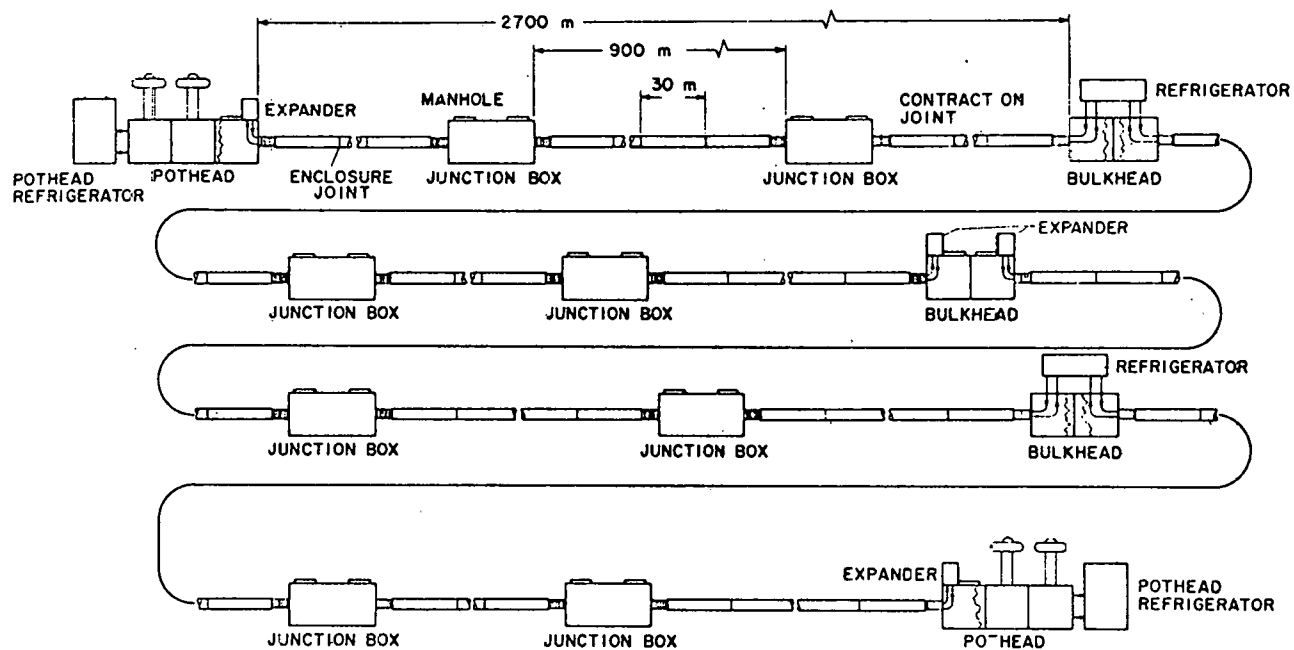 2700 m
900 m
30 m
EXPANDER
MANHOLE
CONTRACT ON
JOINT
REFRIGERATOR
POTHEAD
REFRIGERATOR
POTHEAD
ENCLOSURE
JOINT
JUNCTION BOX
JUNCTION BOX
BULKHEAD
EXPANDER
JUNCTION BOX
JUNCTION BOX
BULKHEAD
REFRIGERATOR
JUNCTION BOX
JUNCTION BOX
BULKHEAD
EXPANDER
POTHEAD
REFRIGERATOR
JUNCTION BOX
JUNCTION BOX
POTHEAD